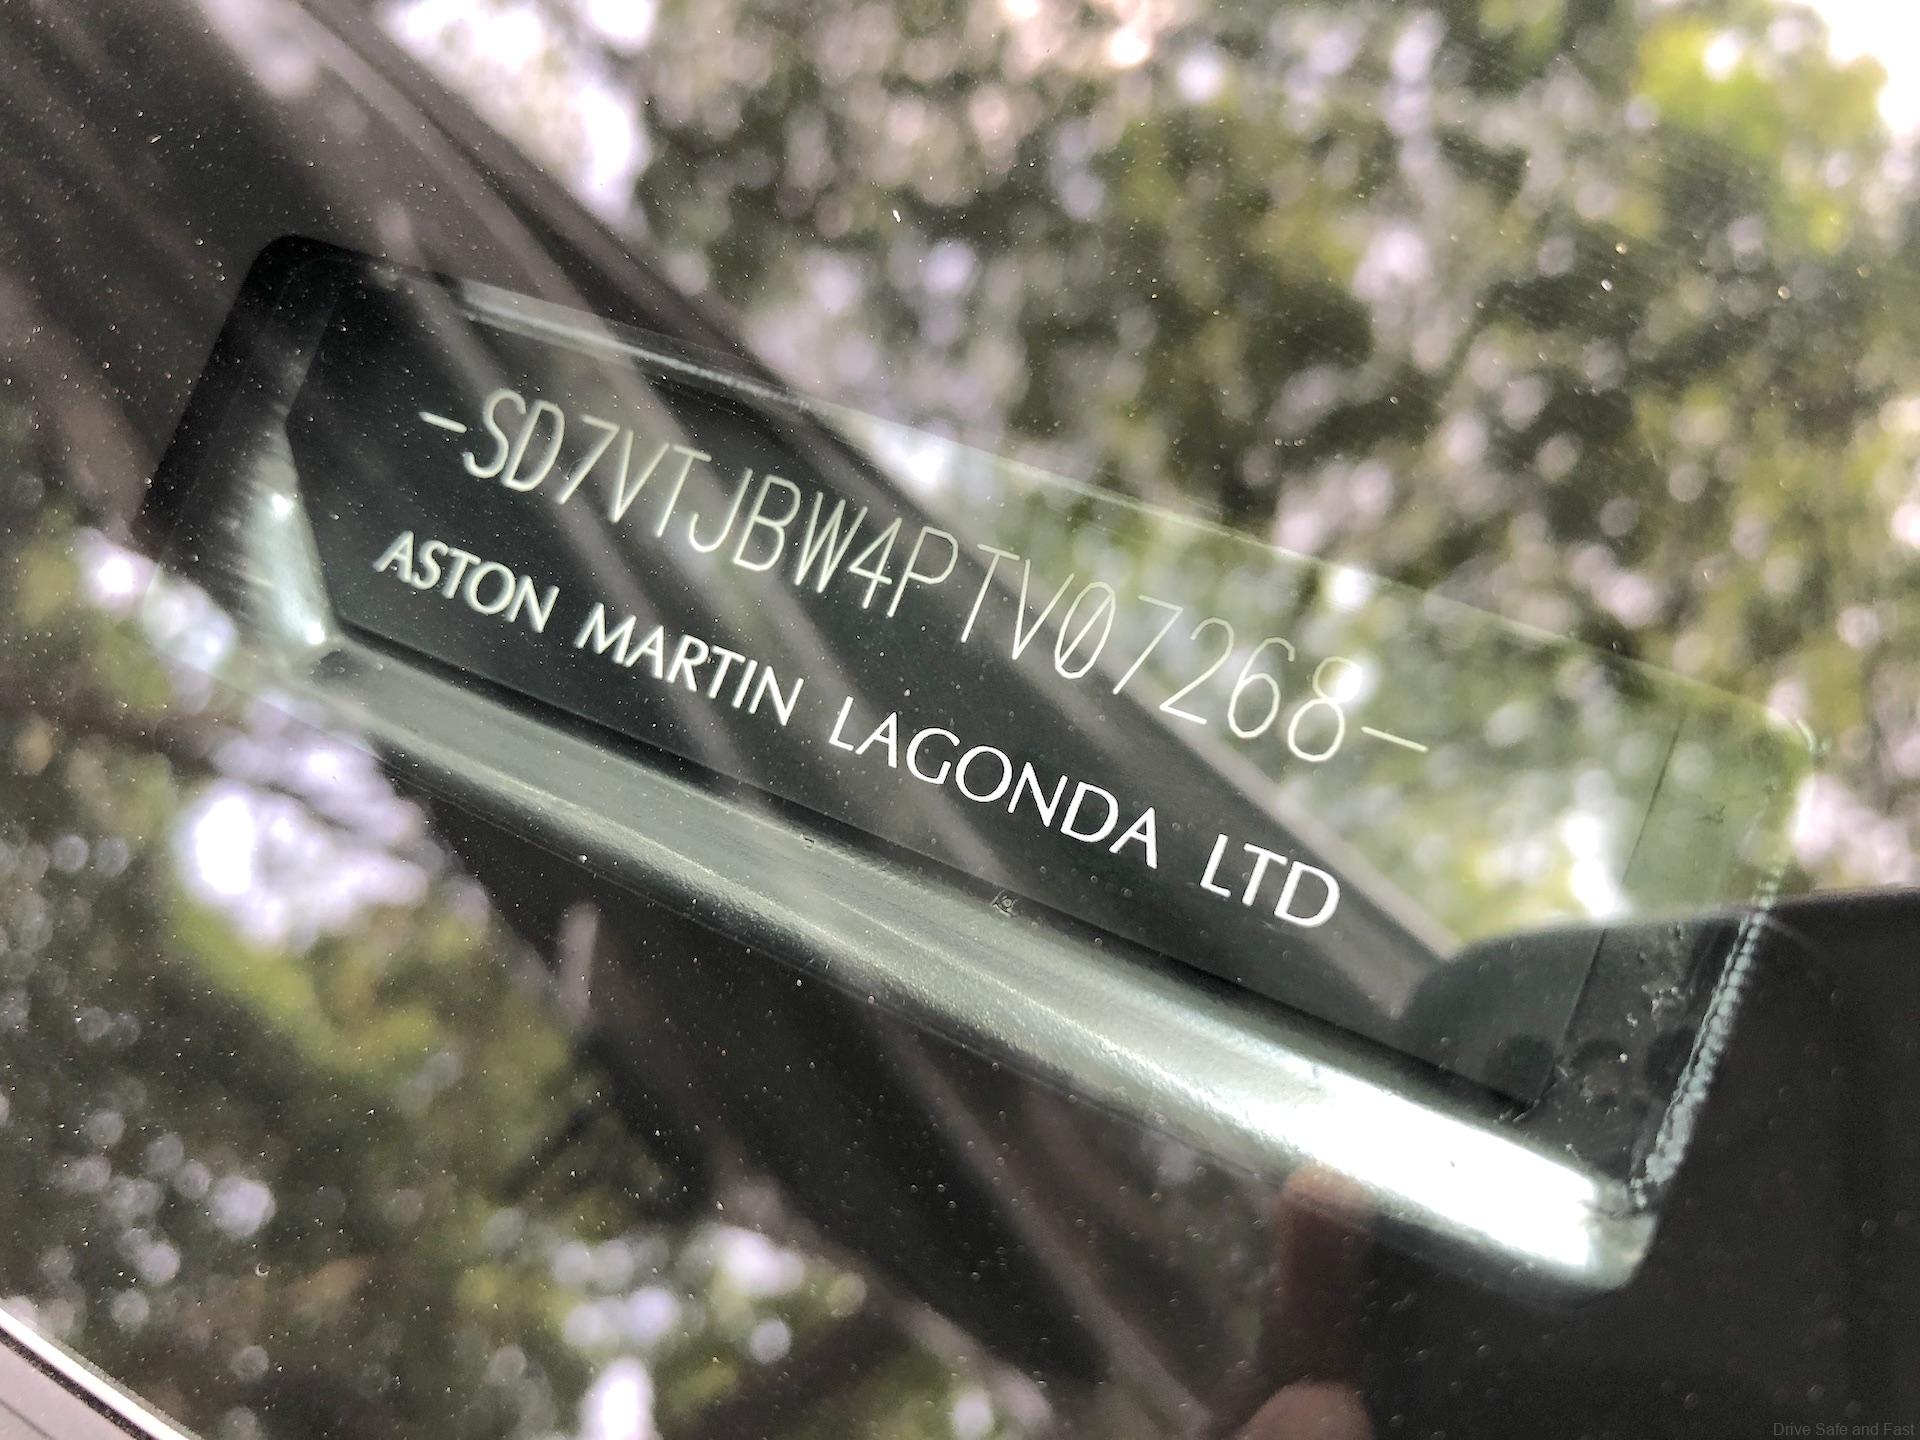 -SD7VTJBW4PTV07268-
ASTON MARTIN LAGONDA LTD
Drive Safe and Fast